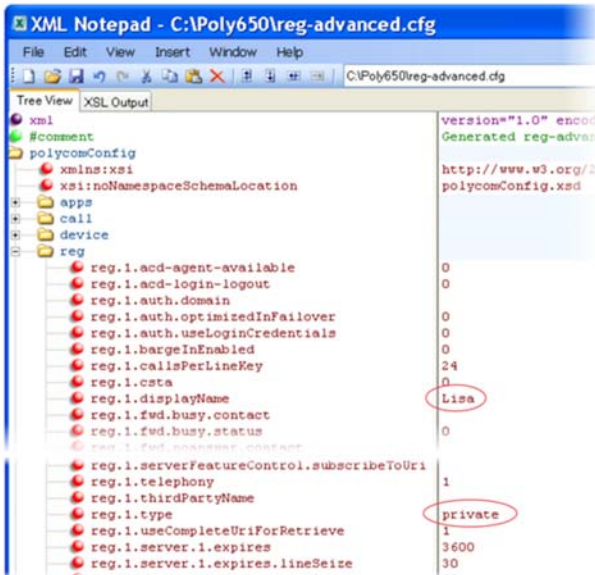 XML Notepad - C:\Poly650\reg-advanced.cfg
File Edit View Insert Window Help
C:\Poly650\reg-advanced.cfg
Tree View XSL Output
xml version="1.0" encod
#comment Generated reg-advan
polycomConfig
xmlns:xsi http://www.w3.org/2
xsi:noNamespaceSchemaLocation polycomConfig.xsd
apps
call
device
reg
reg.1.acd-agent-available 0
reg.1.acd-login-logout 0
reg.1.auth.domain
reg.1.auth.optimizedInFailover 0
reg.1.auth.useLoginCredentials 0
reg.1.bargeInEnabled 0
reg.1.callsPerLineKey 24
reg.1.csta 0
reg.1.displayName Lisa
reg.1.fwd.busy.contact
reg.1.fwd.busy.status 0
reg.1.fwd.noanswer.contact
reg.1.serverFeatureControl.subscribeToUri
reg.1.telephony 1
reg.1.thirdPartyName
reg.1.type private
reg.1.useCompleteUriForRetrieve 1
reg.1.server.1.expires 3600
reg.1.server.1.expires.lineSeize 30